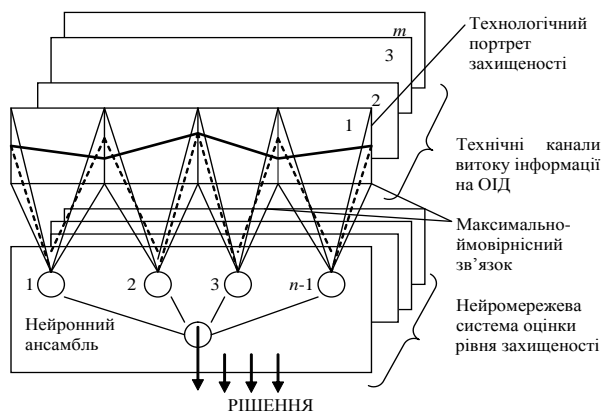 m
Технологічний
портрет
захищеності
3
2
1
Технічні канали
витоку інформації
на ОІД
Максимально-
ймовірнісний
зв’язок
1
2
3
n-1
Нейронний
ансамбль
Нейромережева
система оцінки
рівня захищеності
РІШЕННЯ